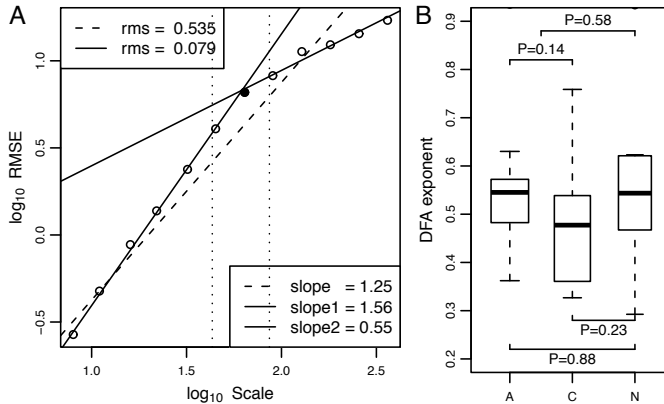 A
rms = 0.535
rms = 0.079
log10 RMSE
1.0
0.5
0.0
−0.5
slope = 1.25
slope1 = 1.56
slope2 = 0.55
1.0
1.5
2.0
2.5
log10 Scale
B
DFA exponent
0.9
0.8
0.7
0.6
0.5
0.4
0.3
0.2
P=0.58
P=0.14
P=0.23
P=0.88
A
C
N